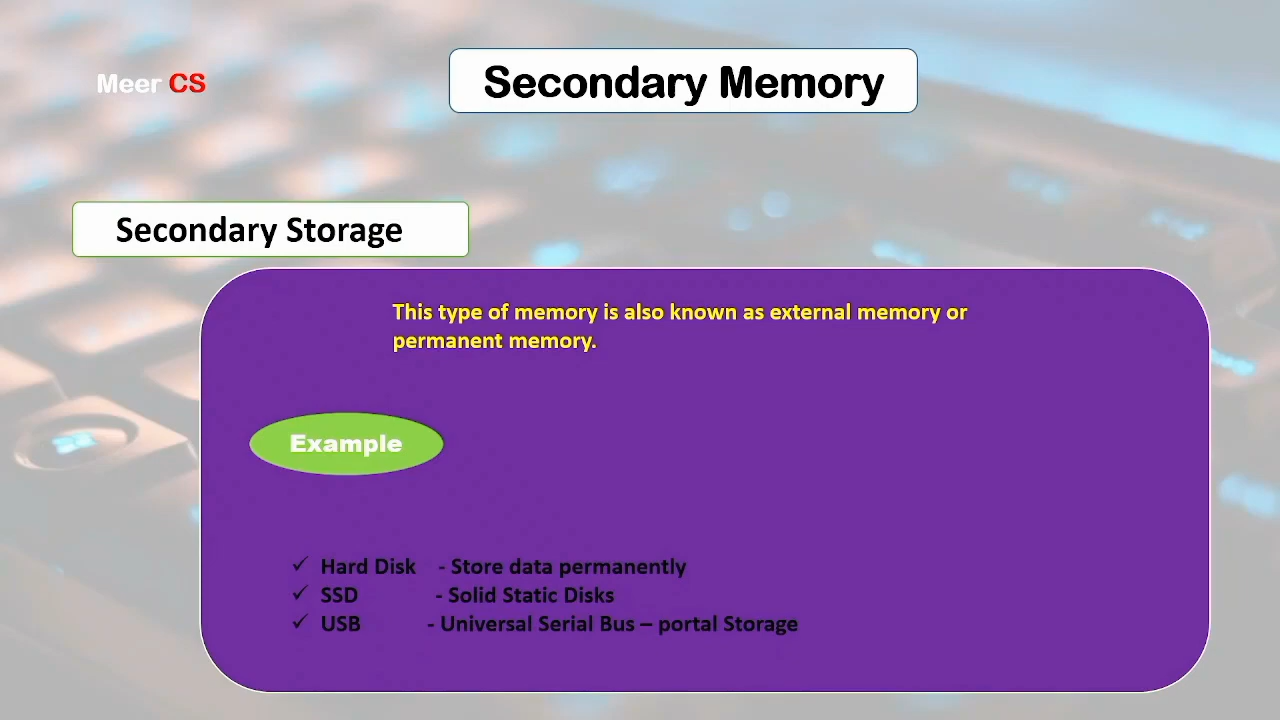 Meer CS
Secondary Memory
Secondary Storage
This type of memory is also known as external memory or
permanent memory.
Example
✓ Hard Disk - Store data permanently
✓ SSD - Solid Static Disks
✓ USB - Universal Serial Bus – portal Storage